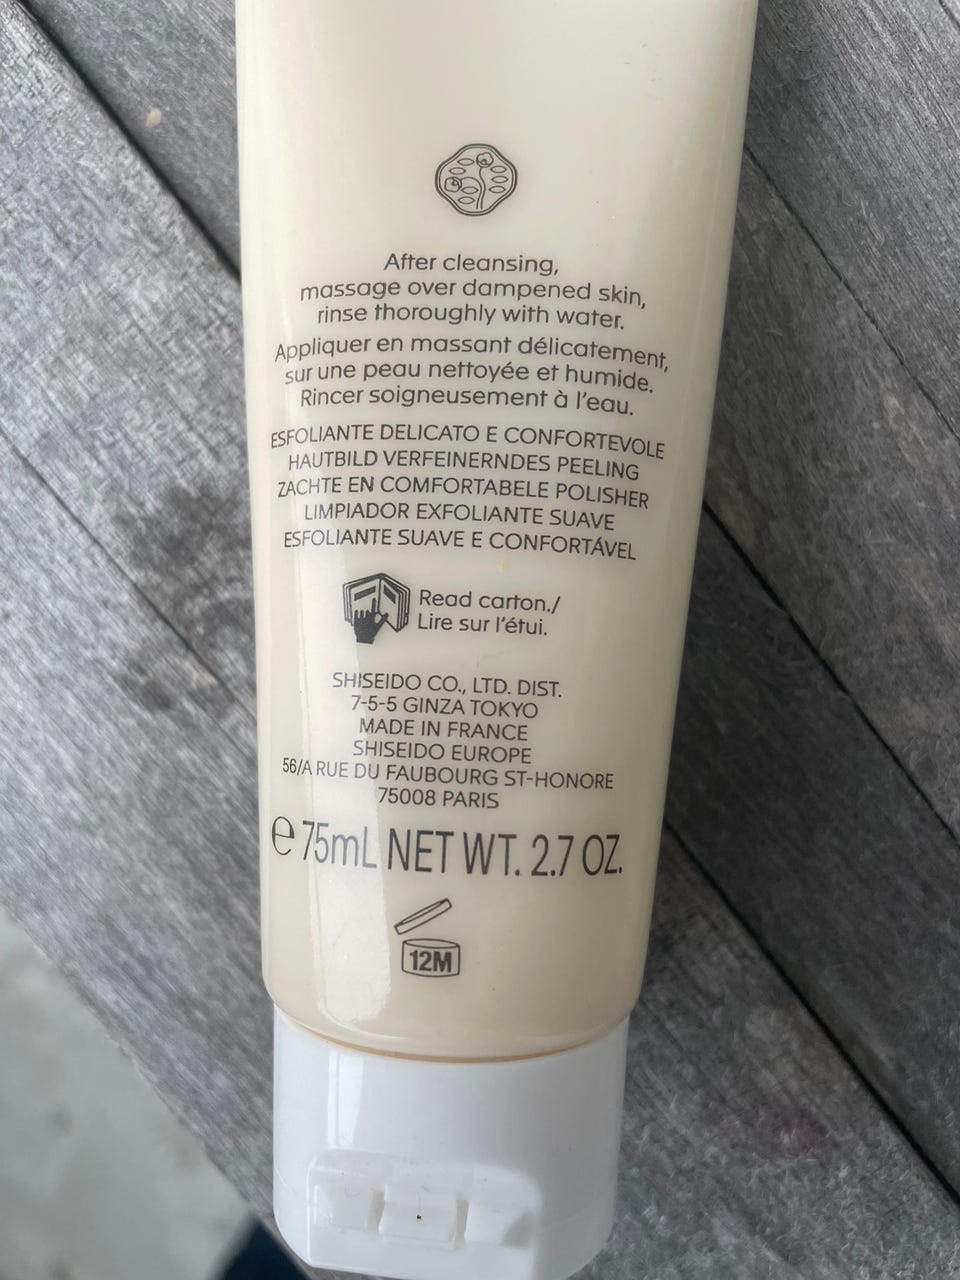 After cleansing,
massage over dampened skin,
rinse thoroughly with water.
Appliquer en massant délicatement,
sur une peau nettoyée et humide.
Rincer soigneusement à l'eau.
ESFOLIANTE DELICATO E CONFORTEVOLE
HAUTBILD VERFEINERNDES PEELING
ZACHTE EN COMFORTABELE POLISHER
LIMPIADOR EXFOLIANTE SUAVE
ESFOLIANTE SUAVE E CONFORTÁVEL
Read carton./
Lire sur l'étui.
SHISEIDO CO., LTD. DIST.
7-5-5 GINZA TOKYO
MADE IN FRANCE
SHISEIDO EUROPE
56/A RUE DU FAUBOURG ST-HONORE
75008 PARIS
℮ 75mL NET WT. 2.7 OZ.
12M